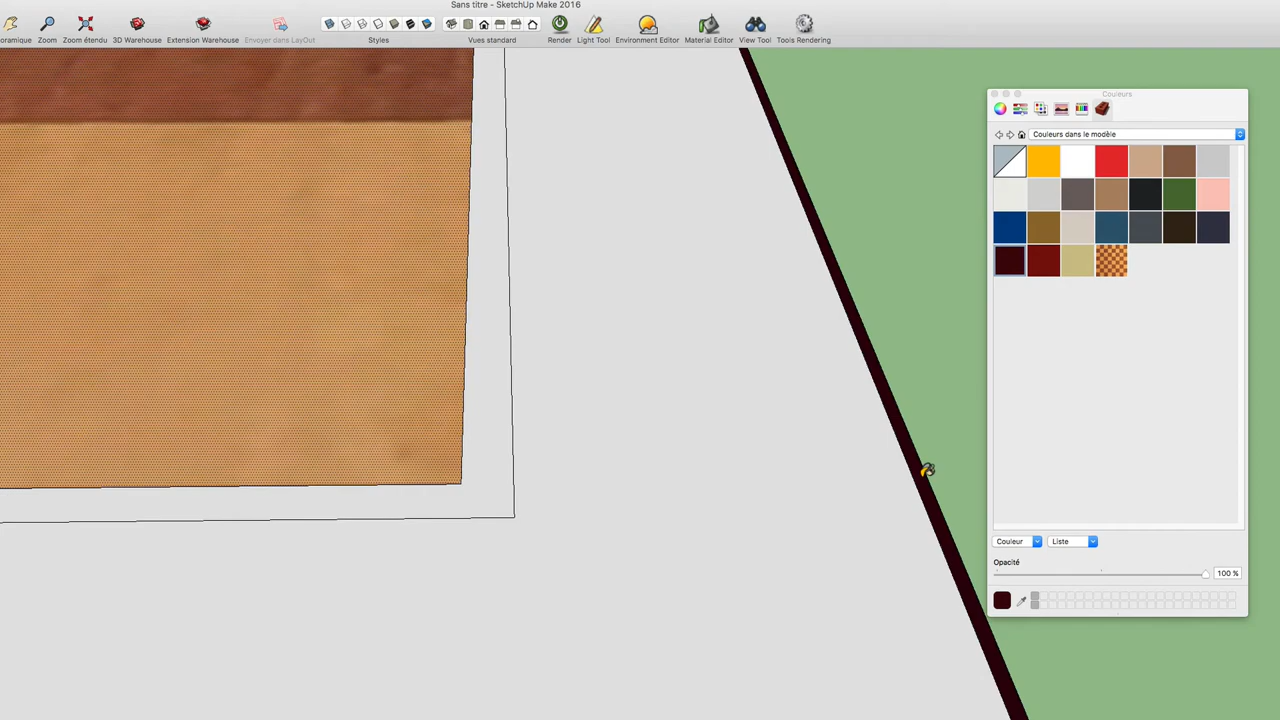 Sans titre - SketchUp Make 2016
oramique Zoom Zoom étendu 3D Warehouse Extension Warehouse Envoyer dans LayOut Styles Vues standard Render Light Tool Environment Editor Material Editor View Tool Tools Rendering
Couleurs
Couleurs dans le modèle
Couleur Liste
Opacité
100 %